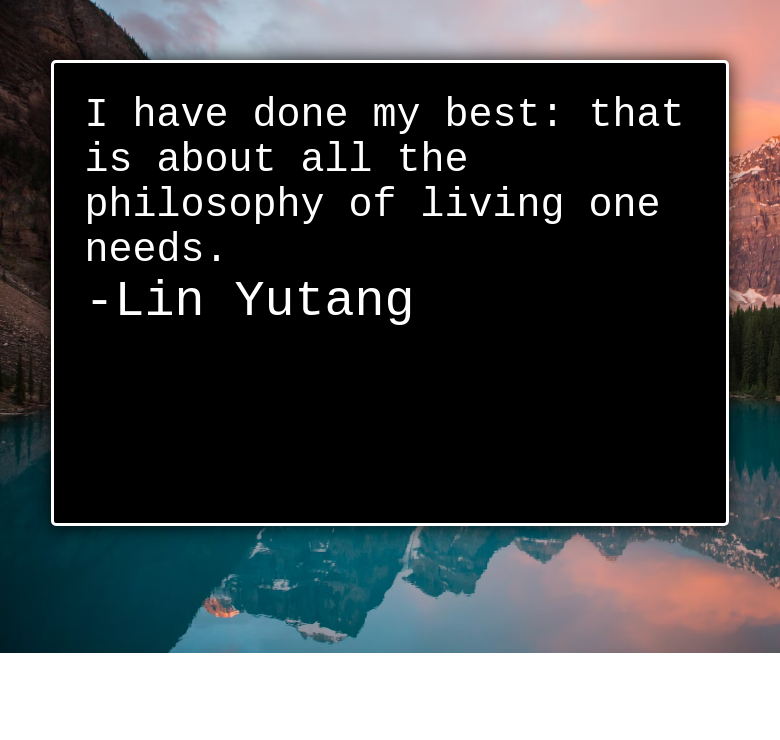 I have done my best: that
is about all the
philosophy of living one
needs.
-Lin Yutang